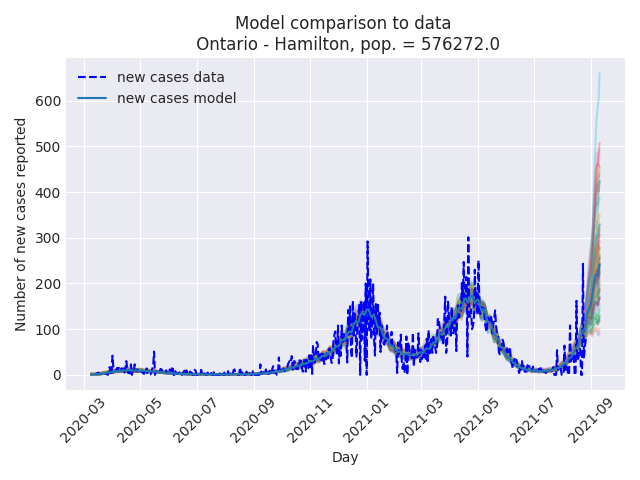 Model comparison to data
Ontario - Hamilton, pop. = 576272.0
new cases data
new cases model
Number of new cases reported
600
500
400
300
200
100
0
2020-03
2020-05
2020-07
2020-09
2020-11
2021-01
2021-03
2021-05
2021-07
2021-09
Day